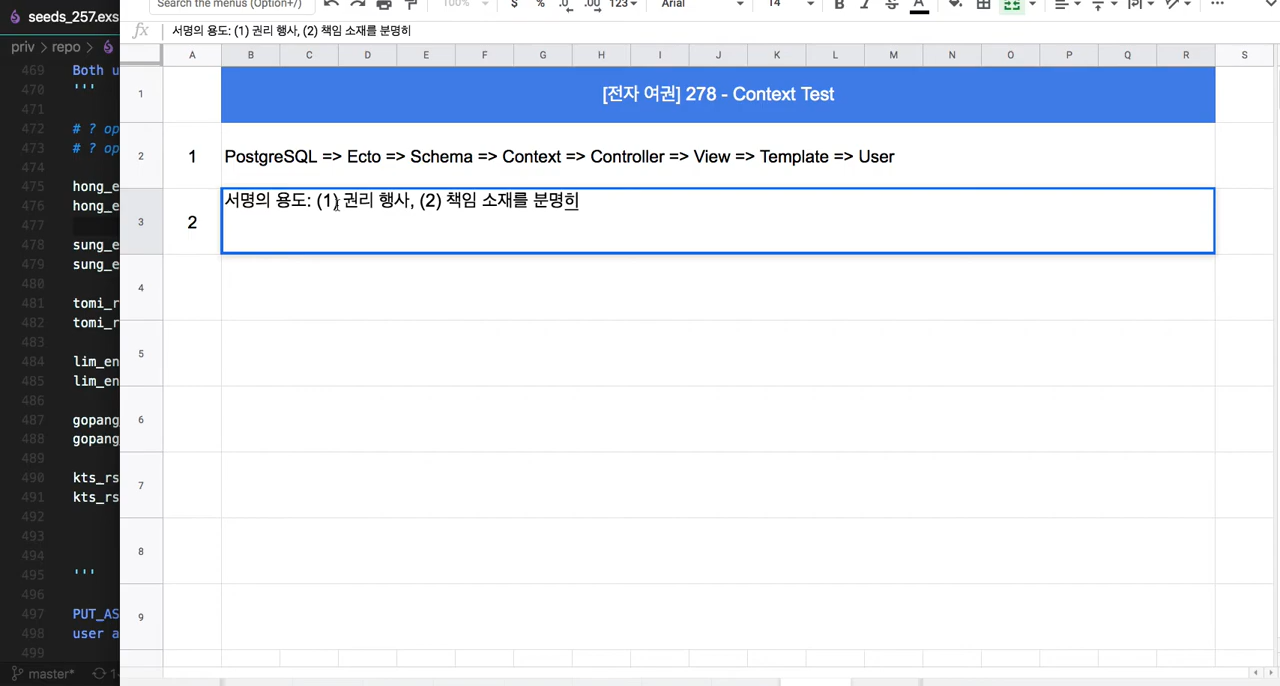 seeds_257.exs
Search the menus (Option+/)
100%
$ % .0 .00 123
Arial
14
B I S A
priv > repo >
fx
서명의 용도: (1) 권리 행사, (2) 책임 소재를 분명히
A B C D E F G H I J K L M N O P Q R S
469 Both u
470 '''
471
472 # ? op
473 # ? op
474
475 hong_e
476 hong_e
477
478 sung_e
479 sung_e
480
481 tomi_r
482 tomi_r
483
484 lim_en
485 lim_en
486
487 gopang
488 gopang
489
490 kts_rs
491 kts_rs
492
493
494
495 '''
496
497 PUT_AS
498 user a
499
master*
1 [전자 여권] 278 - Context Test
2 1 PostgreSQL => Ecto => Schema => Context => Controller => View => Template => User
3 2 서명의 용도: (1) 권리 행사, (2) 책임 소재를 분명히
4
5
6
7
8
9